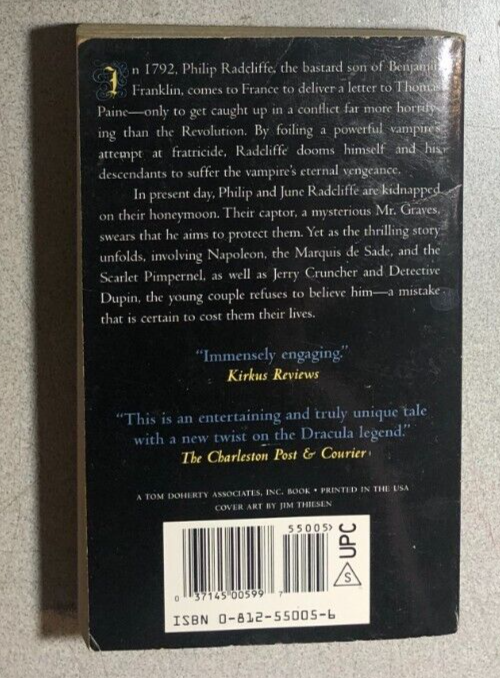 In 1792, Philip Radcliffe, the bastard son of Benjamin
Franklin, comes to France to deliver a letter to Thomas
Paine—only to get caught up in a conflict far more horrify-
ing than the Revolution. By foiling a powerful vampire's
attempt at fratricide, Radcliffe dooms himself and his
descendants to suffer the vampire's eternal vengeance.
In present day, Philip and June Radcliffe are kidnapped
on their honeymoon. Their captor, a mysterious Mr. Graves,
swears that he aims to protect them. Yet as the thrilling story
unfolds, involving Napoleon, the Marquis de Sade, and the
Scarlet Pimpernel, as well as Jerry Cruncher and Detective
Dupin, the young couple refuses to believe him—a mistake
that is certain to cost them their lives.
"Immensely engaging."
Kirkus Reviews
"This is an entertaining and truly unique tale
with a new twist on the Dracula legend."
The Charleston Post & Courier
A TOM DOHERTY ASSOCIATES, INC. BOOK • PRINTED IN THE USA
COVER ART BY JIM THIESEN
55005>
UPC
S
0 37145 00599 7
ISBN 0-812-55005-6